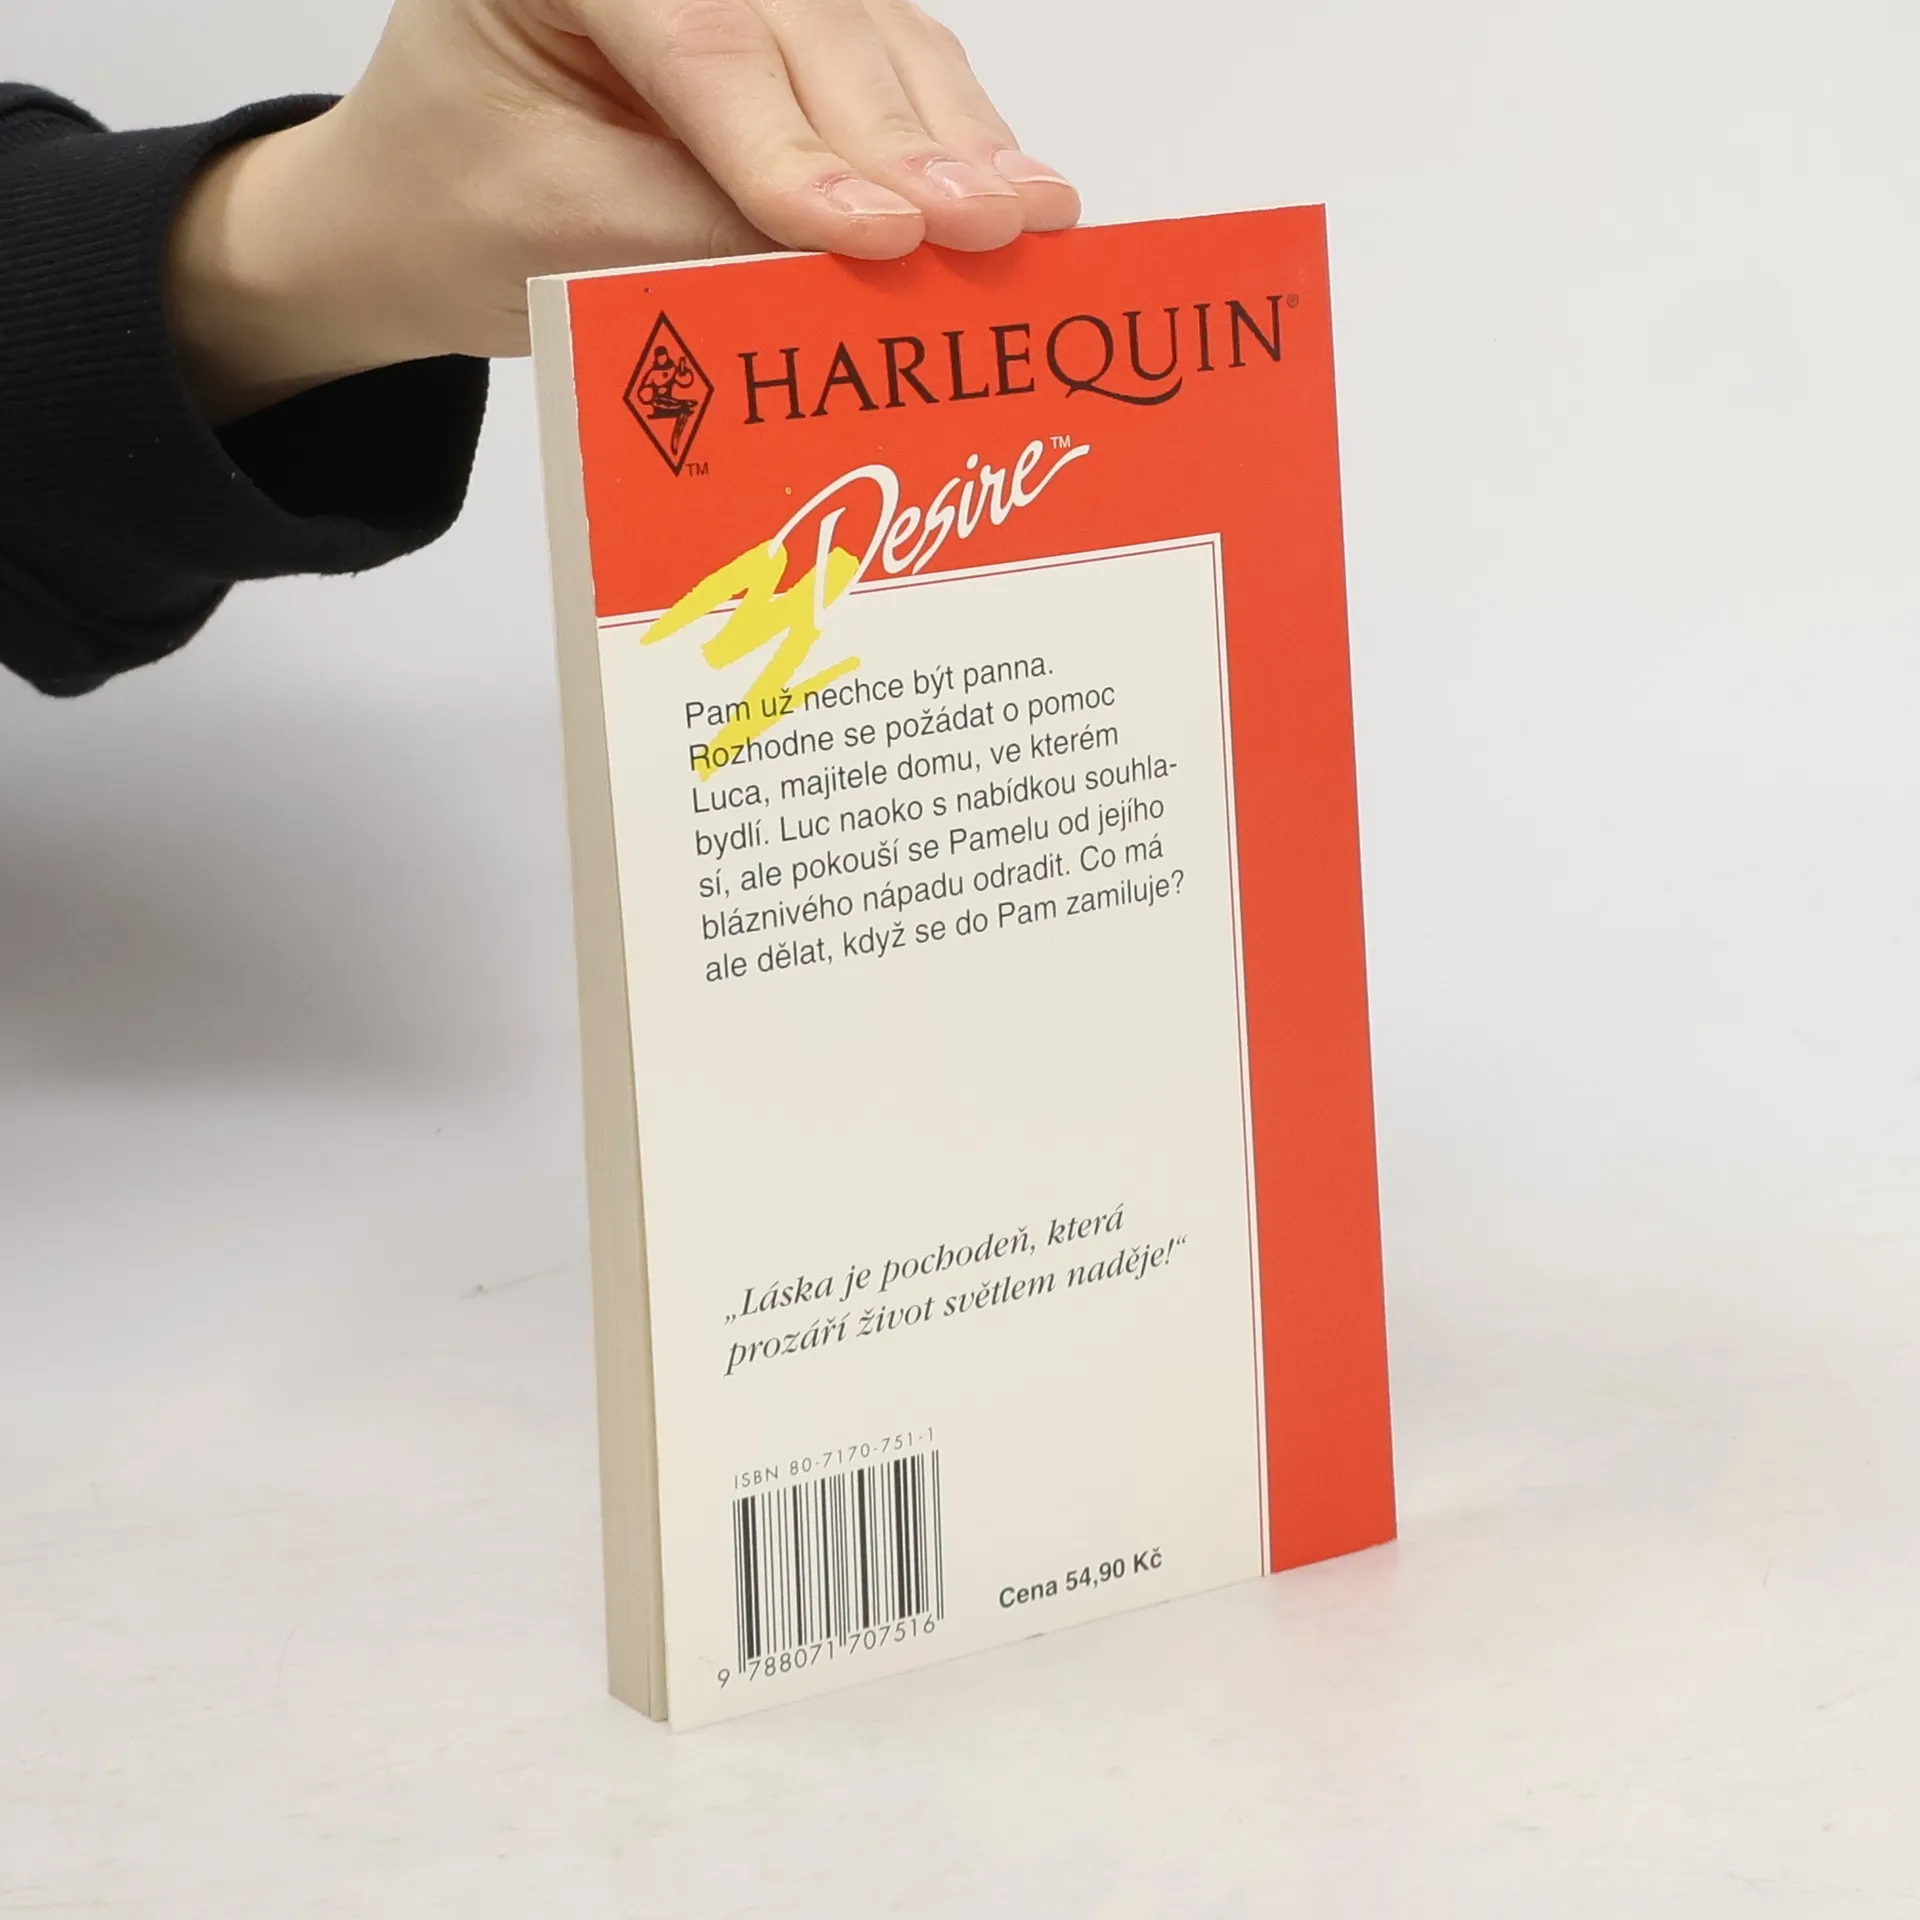 HARLEQUIN®
TM
Desire™
Pam už nechce být panna.
Rozhodne se požádat o pomoc
Luca, majitele domu, ve kterém
bydlí. Luc naoko s nabídkou souhla-
sí, ale pokouší se Pamelu od jejího
bláznivého nápadu odradit. Co má
ale dělat, když se do Pam zamiluje?
„Láska je pochodeň, která
prozáří život světlem naděje!“
ISBN 80-7170-751-1
9 788071 707516
Cena 54,90 Kč